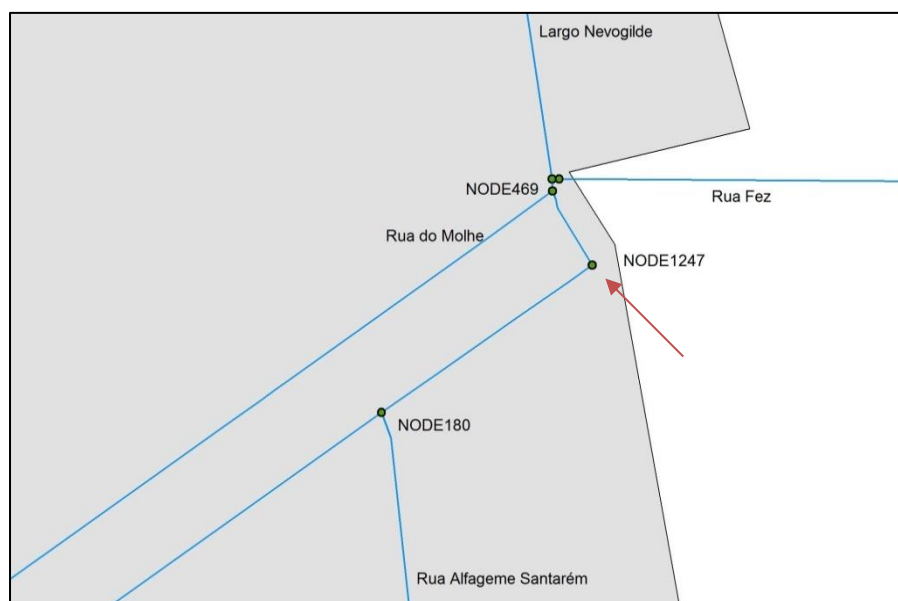 Largo Nevogilde
NODE469
Rua Fez
Rua do Molhe
NODE1247
NODE180
Rua Alfageme Santarém